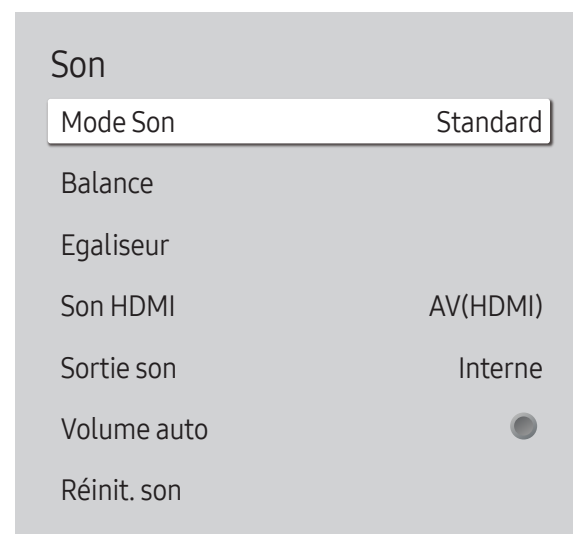 Son
Mode Son Standard
Balance
Egaliseur
Son HDMI AV(HDMI)
Sortie son Interne
Volume auto
Réinit. son